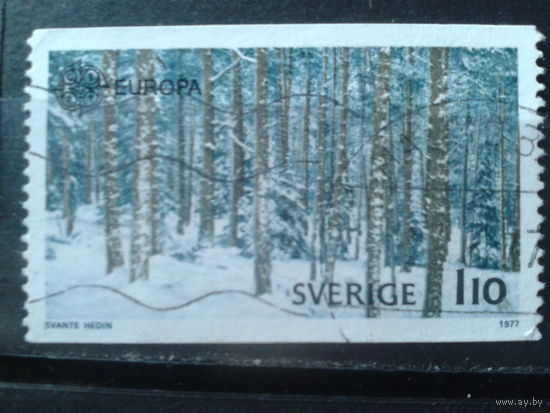 EUROPA
SVERIGE 110
SVANTE HEDIN 1977
www.ay.by